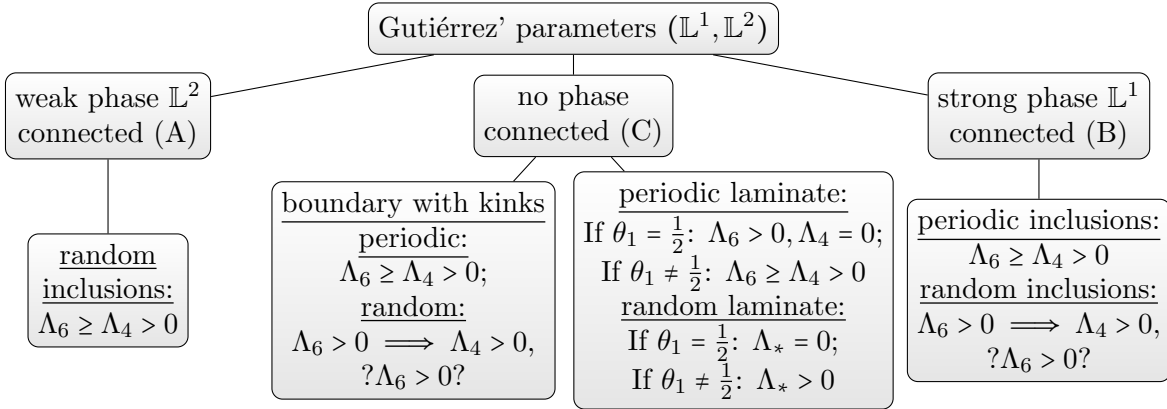 Gutiérrez' parameters (𝕃¹, 𝕃²)
weak phase 𝕃²
connected (A)
random
inclusions:
Λ₆ ≥ Λ₄ > 0
no phase
connected (C)
boundary with kinks
periodic:
Λ₆ ≥ Λ₄ > 0;
random:
Λ₆ > 0 ⟹ Λ₄ > 0,
?Λ₆ > 0?
periodic laminate:
If θ₁ = 1/2: Λ₆ > 0, Λ₄ = 0;
If θ₁ ≠ 1/2: Λ₆ ≥ Λ₄ > 0
random laminate:
If θ₁ = 1/2: Λ∗ = 0;
If θ₁ ≠ 1/2: Λ∗ > 0
strong phase 𝕃¹
connected (B)
periodic inclusions:
Λ₆ ≥ Λ₄ > 0
random inclusions:
Λ₆ > 0 ⟹ Λ₄ > 0,
?Λ₆ > 0?